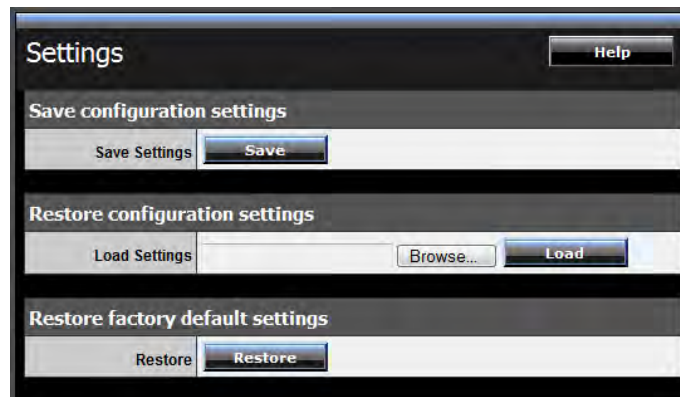 Settings
Help
Save configuration settings
Save Settings Save
Restore configuration settings
Load Settings Browse... Load
Restore factory default settings
Restore Restore